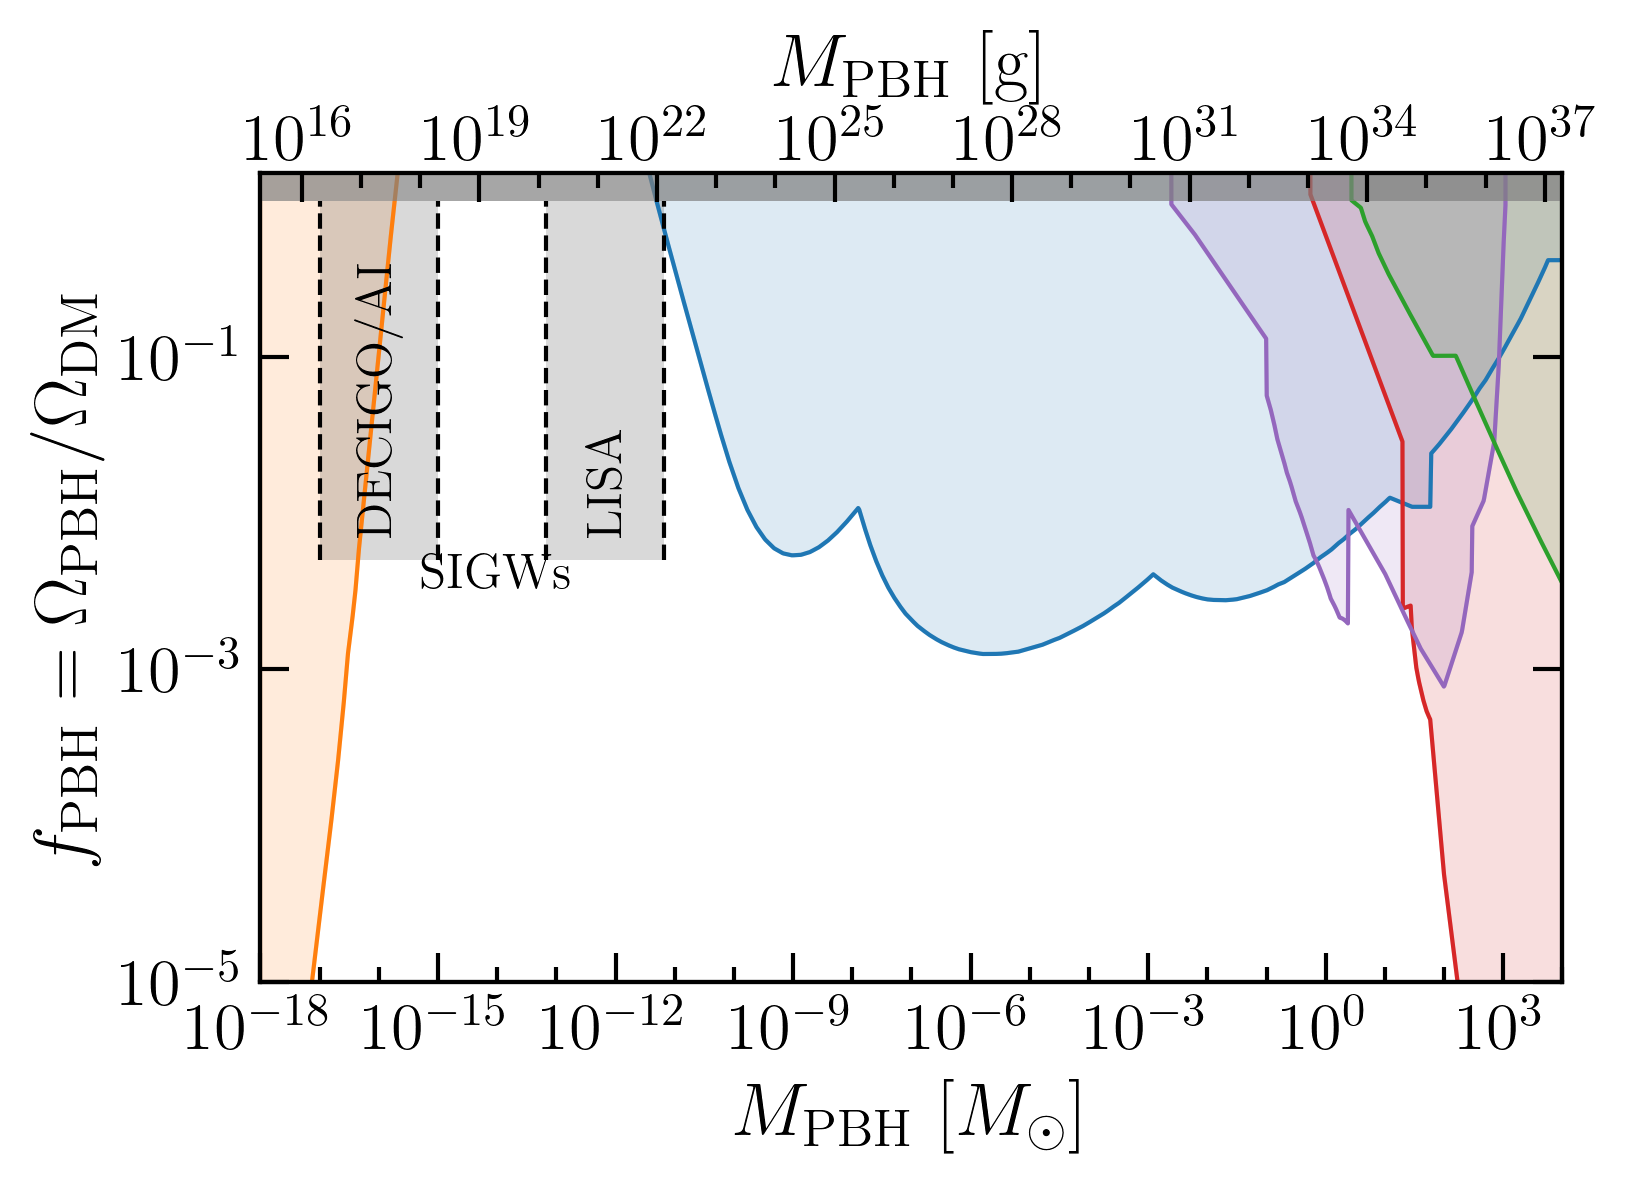 M_PBH [g]
10^16 10^19 10^22 10^25 10^28 10^31 10^34 10^37
f_PBH = Ω_PBH/Ω_DM
10^−1
10^−3
10^−5
DECIGO/AI
LISA
SIGWs
10^−18 10^−15 10^−12 10^−9 10^−6 10^−3 10^0 10^3
M_PBH [M_⊙]